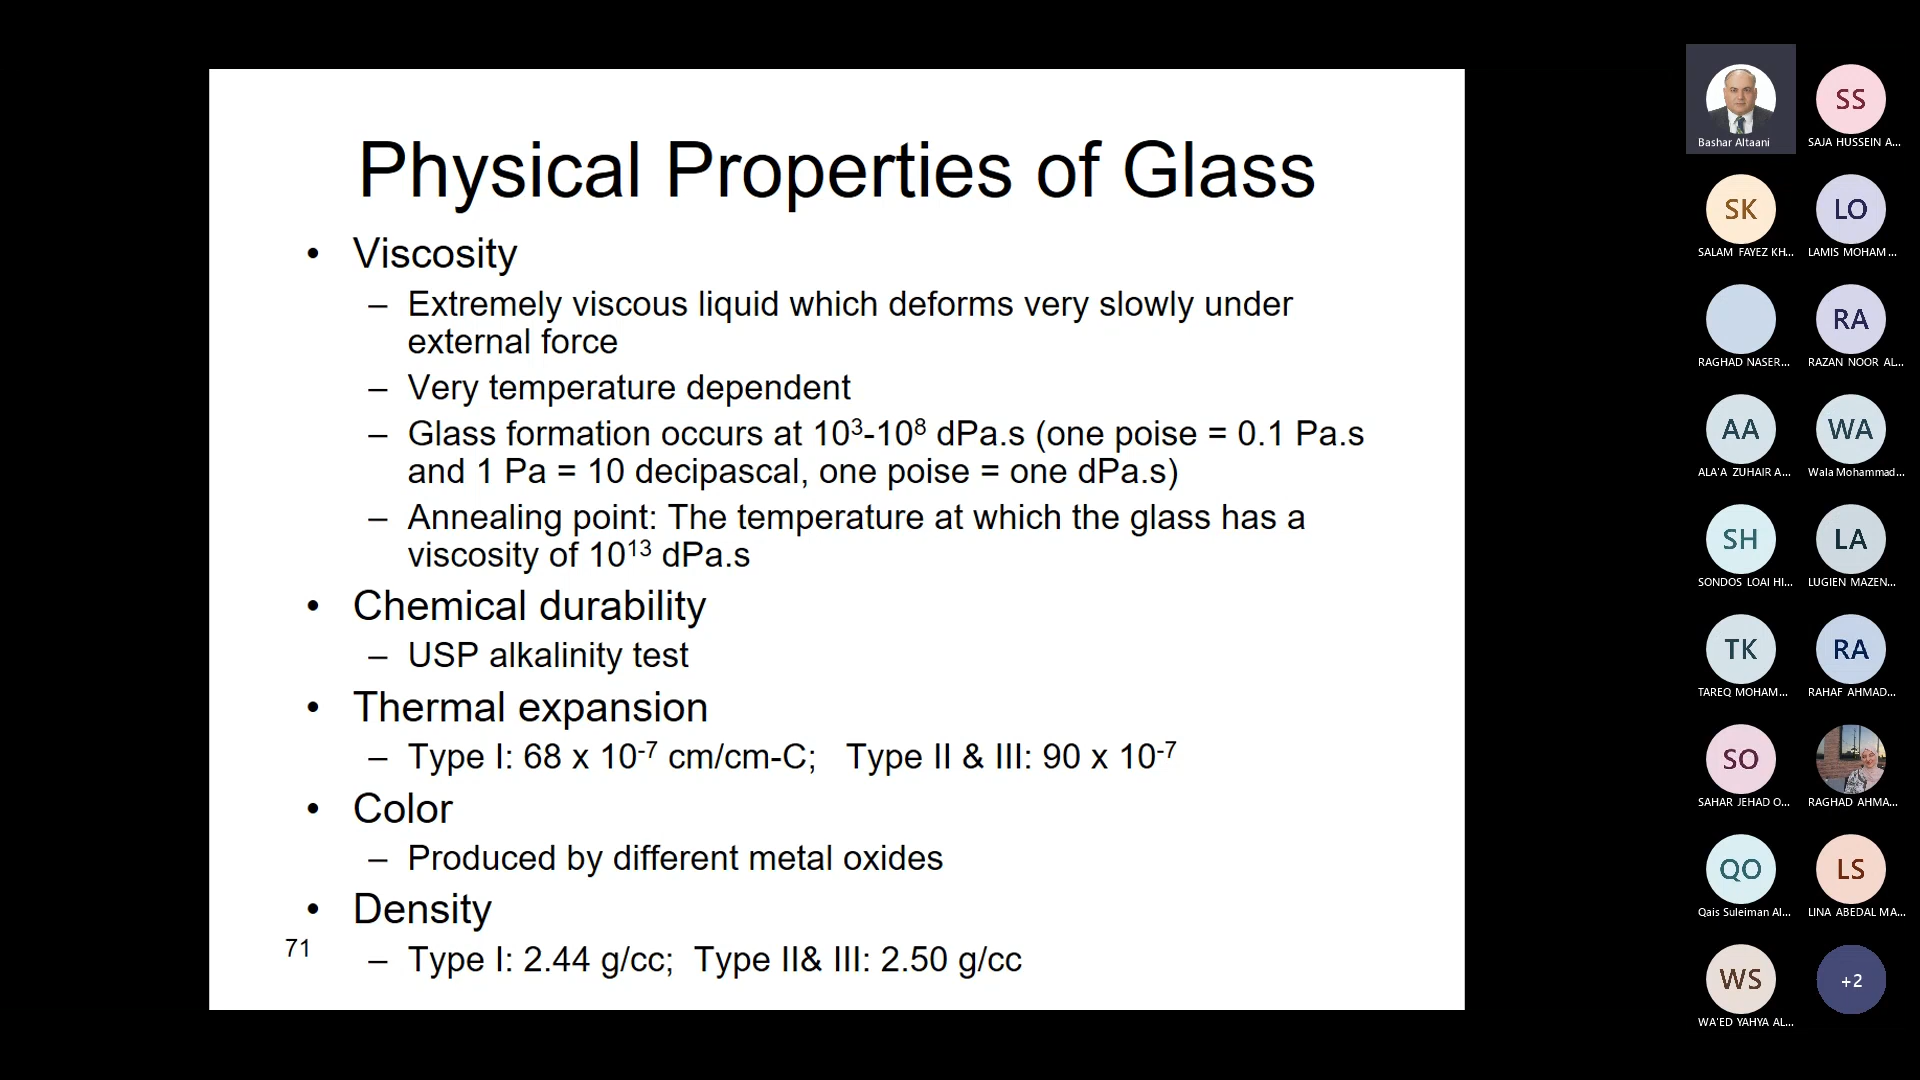 Physical Properties of Glass
• Viscosity
– Extremely viscous liquid which deforms very slowly under
external force
– Very temperature dependent
– Glass formation occurs at 10³-10⁸ dPa.s (one poise = 0.1 Pa.s
and 1 Pa = 10 decipascal, one poise = one dPa.s)
– Annealing point: The temperature at which the glass has a
viscosity of 10¹³ dPa.s
• Chemical durability
– USP alkalinity test
• Thermal expansion
– Type I: 68 x 10⁻⁷ cm/cm-C; Type II & III: 90 x 10⁻⁷
• Color
– Produced by different metal oxides
• Density
71
– Type I: 2.44 g/cc; Type II& III: 2.50 g/cc
Bashar Altaani
SS
SAJA HUSSEIN A...
SK
SALAM FAYEZ KH...
LO
LAMIS MOHAM...
RAGHAD NASER...
RA
RAZAN NOOR AL...
AA
ALA'A ZUHAIR A...
WA
Wala Mohammad...
SH
SONDOS LOAI HI...
LA
LUGIEN MAZEN...
TK
TAREQ MOHAM...
RA
RAHAF AHMAD...
SO
SAHAR JEHAD O...
RAGHAD AHMA...
QO
Qais Suleiman Al...
LS
LINA ABEDAL MA...
WS
WA'ED YAHYA AL...
+2